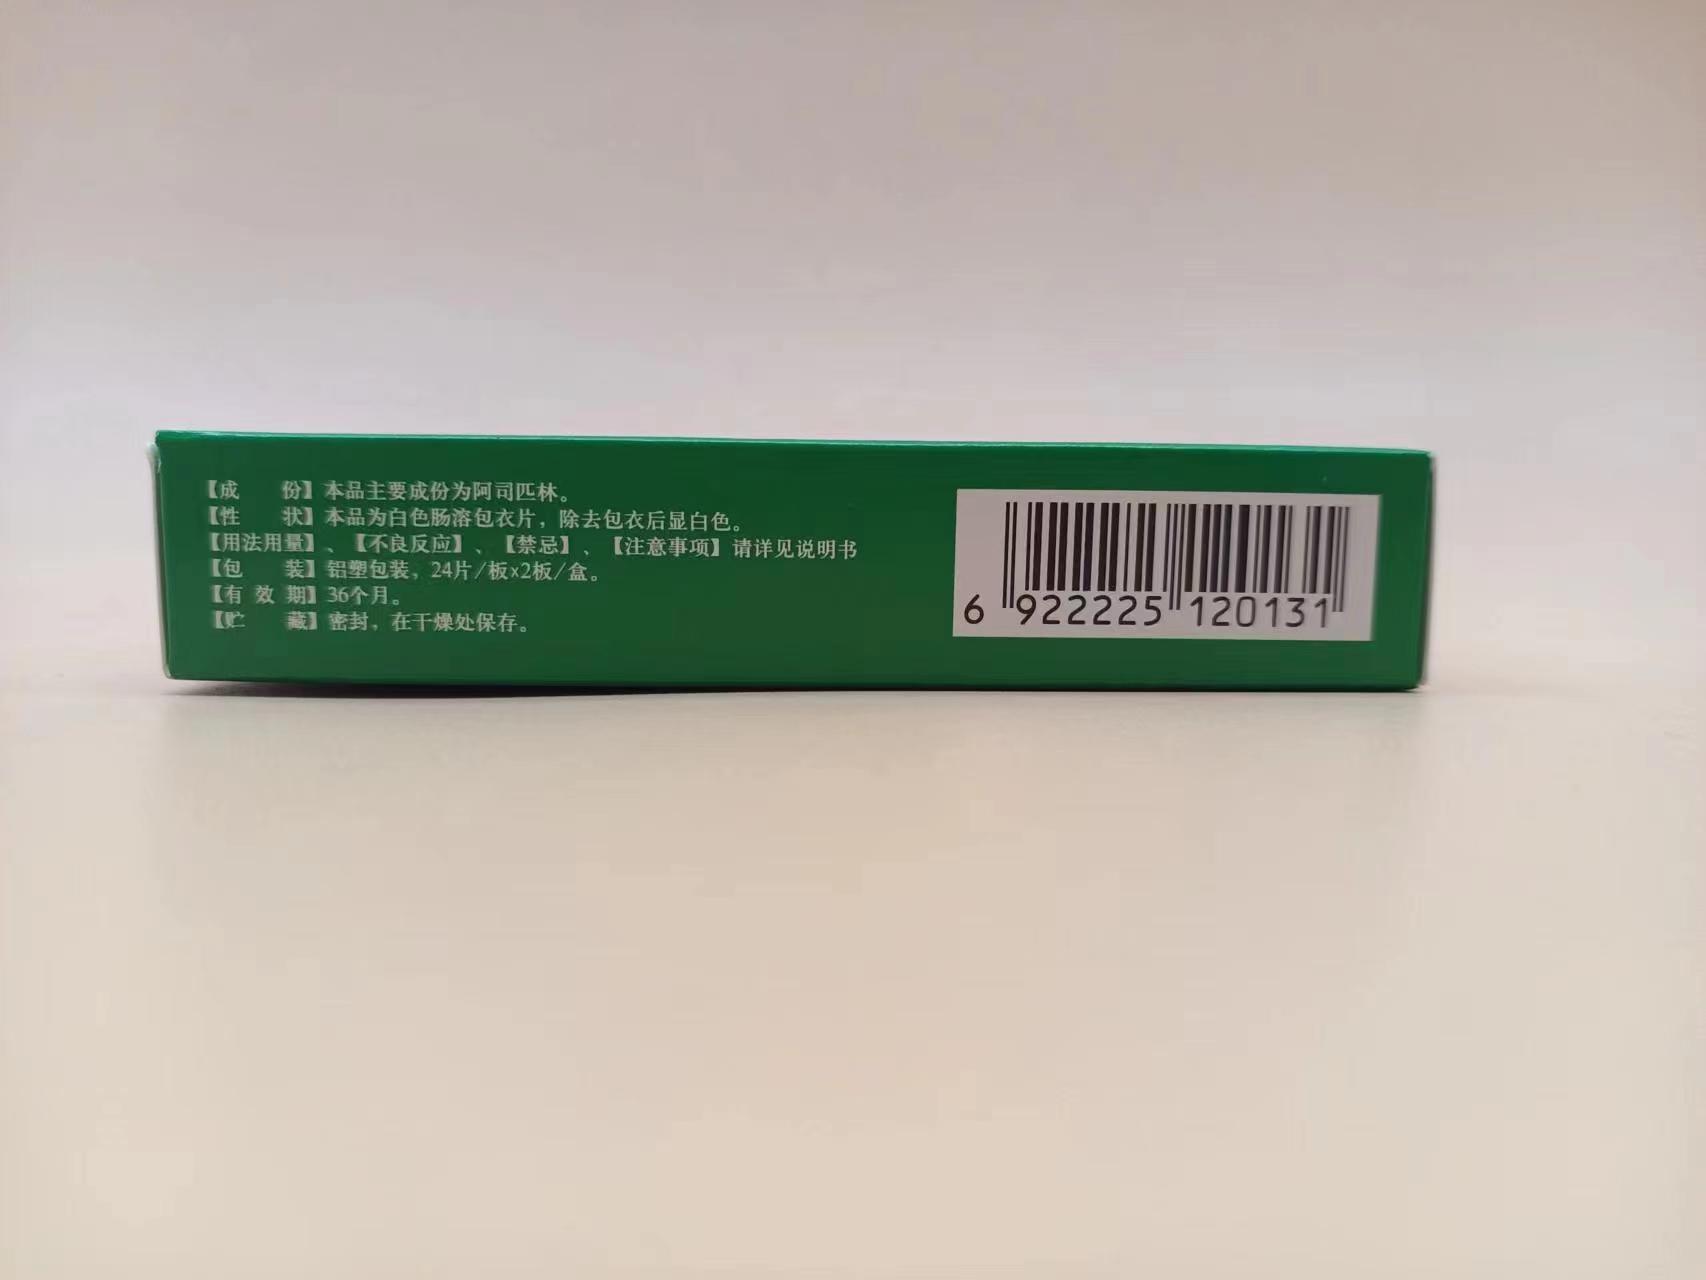 【成 份】本品主要成份为阿司匹林。
【性 状】本品为白色肠溶包衣片，除去包衣后显白色。
【用法用量】、【不良反应】、【禁忌】、【注意事项】请详见说明书
【包 装】铝塑包装，24片/板×2板/盒。
【有 效 期】36个月。
【贮 藏】密封，在干燥处保存。
6 922225 120131